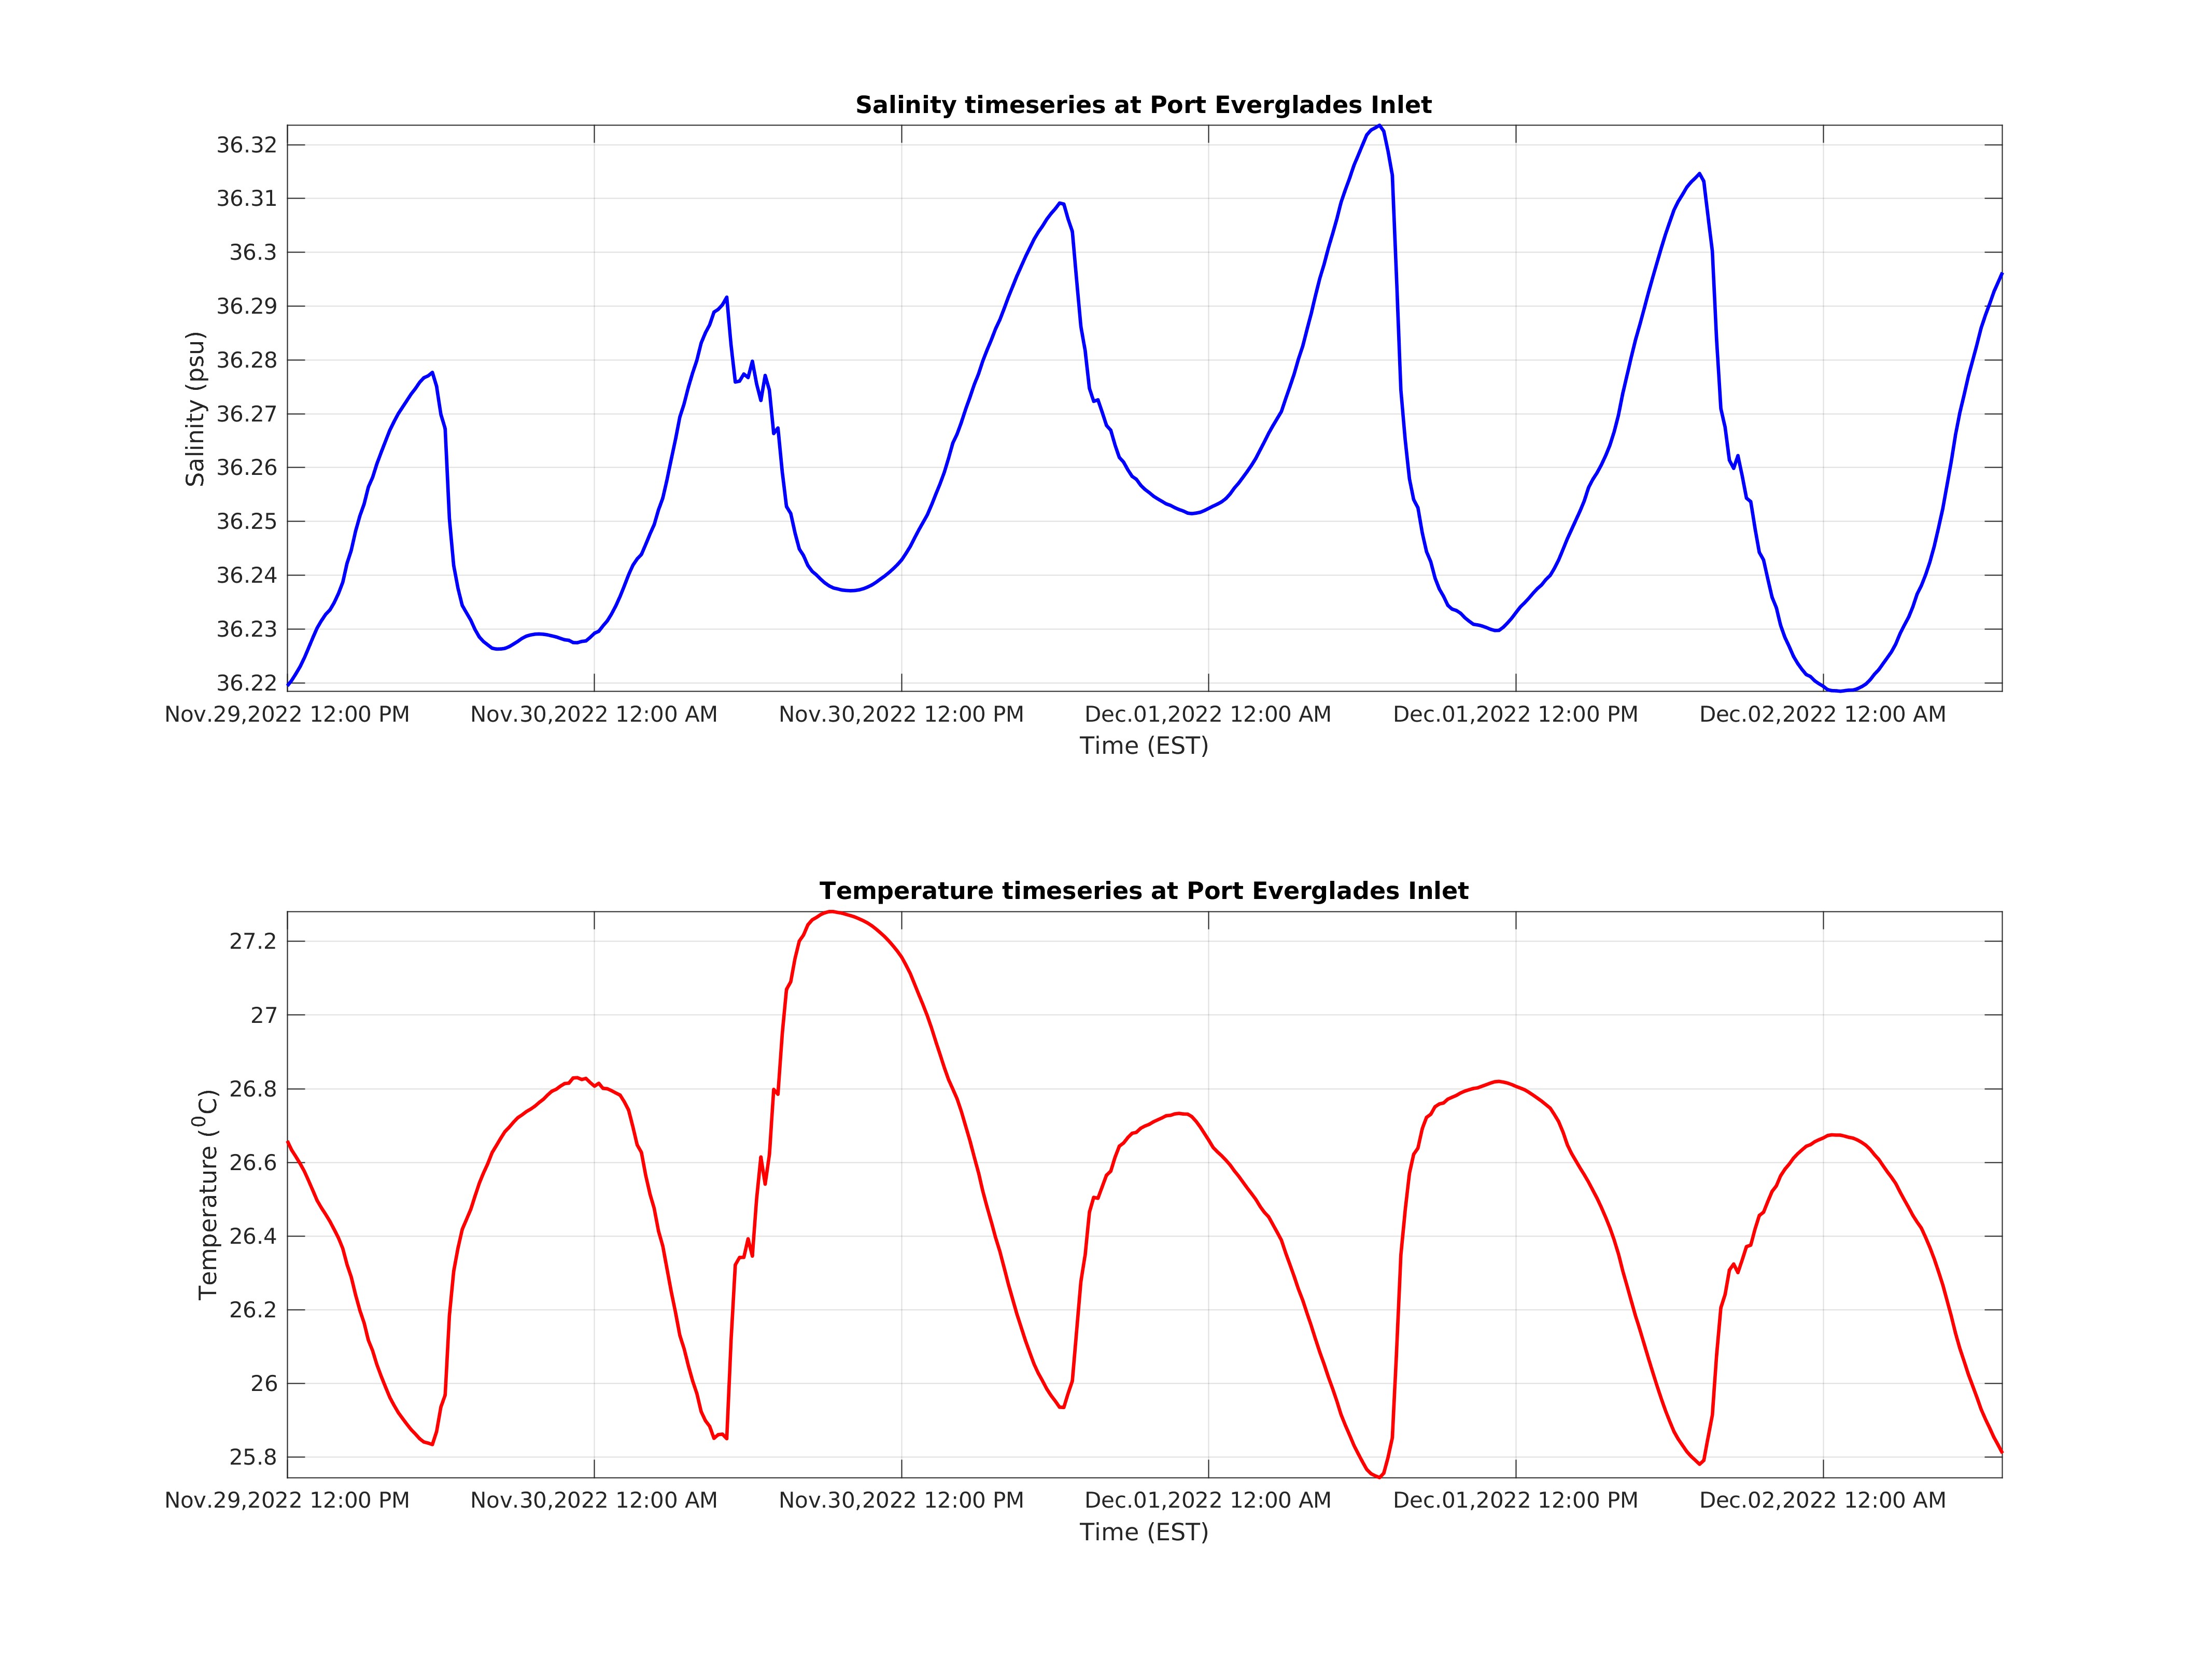 Salinity timeseries at Port Everglades Inlet
Salinity (psu)
36.32
36.31
36.3
36.29
36.28
36.27
36.26
36.25
36.24
36.23
36.22
Nov.29,2022 12:00 PM Nov.30,2022 12:00 AM Nov.30,2022 12:00 PM Dec.01,2022 12:00 AM Dec.01,2022 12:00 PM Dec.02,2022 12:00 AM
Time (EST)
Temperature timeseries at Port Everglades Inlet
Temperature (⁰C)
27.2
27
26.8
26.6
26.4
26.2
26
25.8
Nov.29,2022 12:00 PM Nov.30,2022 12:00 AM Nov.30,2022 12:00 PM Dec.01,2022 12:00 AM Dec.01,2022 12:00 PM Dec.02,2022 12:00 AM
Time (EST)